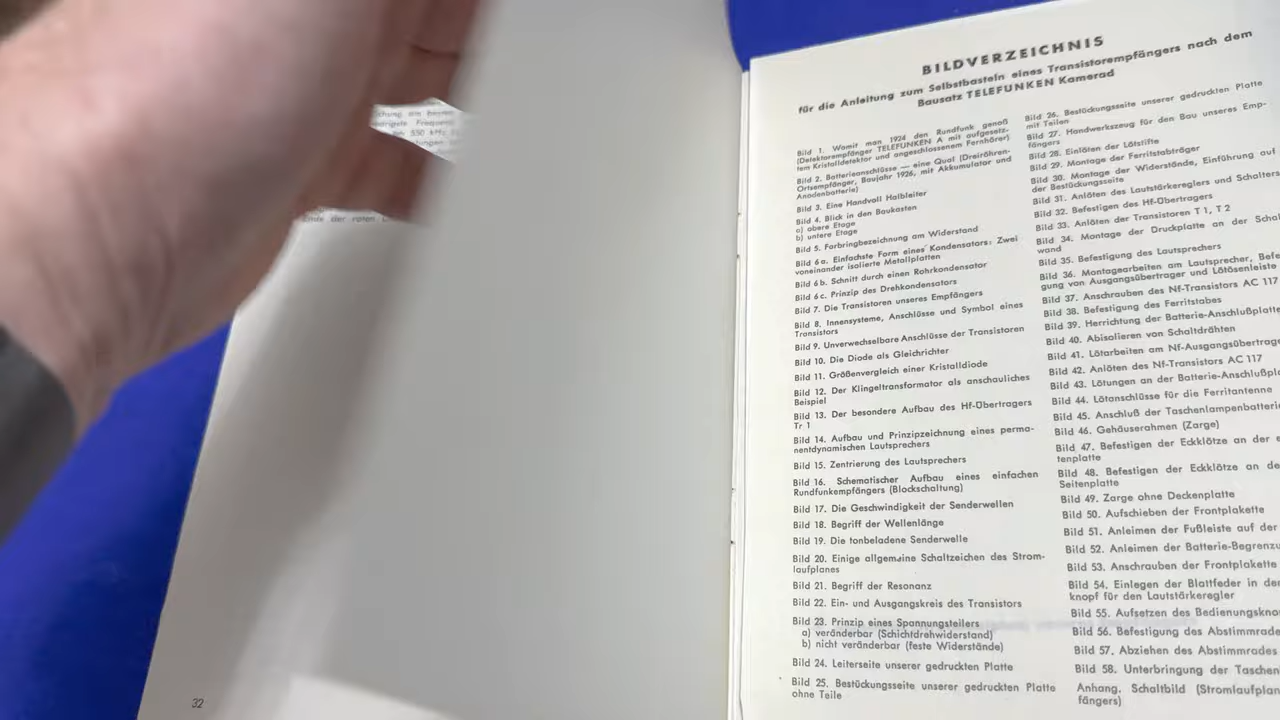 BILDVERZEICHNIS
für die Anleitung zum Selbstbasteln eines Transistorempfängers nach dem
Bausatz TELEFUNKEN Kamerad
Bild 1. Womit man 1924 den Rundfunk genoß
(Detektorempfänger TELEFUNKEN A mit aufgesetz-
tem Kristalldetektor und angeschlossenem Fernhörer)
Bild 2. Batterieanschlüsse — eine Qual (Dreiröhren-
Ortsempfänger, Baujahr 1926, mit Akkumulator und
Anodenbatterie)
Bild 3. Eine Handvoll Halbleiter
Bild 4. Blick in den Baukasten
a) obere Etage
b) untere Etage
Bild 5. Farbringbezeichnung am Widerstand
Bild 6a. Einfachste Form eines Kondensators: Zwei
voneinander isolierte Metallplatten
Bild 6b. Schnitt durch einen Rohrkondensator
Bild 6c. Prinzip des Drehkondensators
Bild 7. Die Transistoren unseres Empfängers
Bild 8. Innensysteme, Anschlüsse und Symbol eines
Transistors
Bild 9. Unverwechselbare Anschlüsse der Transistoren
Bild 10. Die Diode als Gleichrichter
Bild 11. Größenvergleich einer Kristalldiode
Bild 12. Der Klingeltransformator als anschauliches
Beispiel
Bild 13. Der besondere Aufbau des Hf-Übertragers
Tr 1
Bild 14. Aufbau und Prinzipzeichnung eines perma-
nentdynamischen Lautsprechers
Bild 15. Zentrierung des Lautsprechers
Bild 16. Schematischer Aufbau eines einfachen
Rundfunkempfängers (Blockschaltung)
Bild 17. Die Geschwindigkeit der Senderwellen
Bild 18. Begriff der Wellenlänge
Bild 19. Die tonbeladene Senderwelle
Bild 20. Einige allgemeine Schaltzeichen des Strom-
laufplanes
Bild 21. Begriff der Resonanz
Bild 22. Ein- und Ausgangskreis des Transistors
Bild 23. Prinzip eines Spannungsteilers
a) veränderbar (Schichtdrehwiderstand)
b) nicht veränderbar (feste Widerstände)
Bild 24. Leiterseite unserer gedruckten Platte
Bild 25. Bestückungsseite unserer gedruckten Platte
ohne Teile
Bild 26. Bestückungsseite unserer gedruckten Platte
mit Teilen
Bild 27. Handwerkszeug für den Bau unseres Emp-
fängers
Bild 28. Einlöten der Lötstifte
Bild 29. Montage der Ferritstabträger
Bild 30. Montage der Widerstände, Einführung auf
der Bestückungsseite
Bild 31. Anlöten des Lautstärkereglers und Schalters
Bild 32. Befestigen des Hf-Übertragers
Bild 33. Anlöten der Transistoren T 1, T 2
Bild 34. Montage der Druckplatte an der Scha
wand
Bild 35. Befestigung des Lautsprechers
Bild 36. Montagearbeiten am Lautsprecher, Befe
gung von Ausgangsübertrager und Lötösenleiste
Bild 37. Anschrauben des Nf-Transistors AC 117
Bild 38. Befestigung des Ferritstabes
Bild 39. Herrichtung der Batterie-Anschlußplatte
Bild 40. Abisolieren von Schaltdrähten
Bild 41. Lötarbeiten am Nf-Ausgangsübertrage
Bild 42. Anlöten des Nf-Transistors AC 117
Bild 43. Lötungen an der Batterie-Anschlußpl
Bild 44. Lötanschlüsse für die Ferritantenne
Bild 45. Anschluß der Taschenlampenbatterie
Bild 46. Gehäuserahmen (Zarge)
Bild 47. Befestigen der Eckklötze an der
tenplatte
Bild 48. Befestigen der Eckklötze an de
Seitenplatte
Bild 49. Zarge ohne Deckenplatte
Bild 50. Aufschieben der Frontplakette
Bild 51. Anleimen der Fußleiste auf der
Bild 52. Anleimen der Batterie-Begrenzu
Bild 53. Anschrauben der Frontplakette
Bild 54. Einlegen der Blattfeder in de
knopf für den Lautstärkeregler
Bild 55. Aufsetzen des Bedienungskno
Bild 56. Befestigung des Abstimmrade
Bild 57. Abziehen des Abstimmrades
Bild 58. Unterbringung der Taschen
Anhang. Schaltbild (Stromlaufplan
fängers)
32